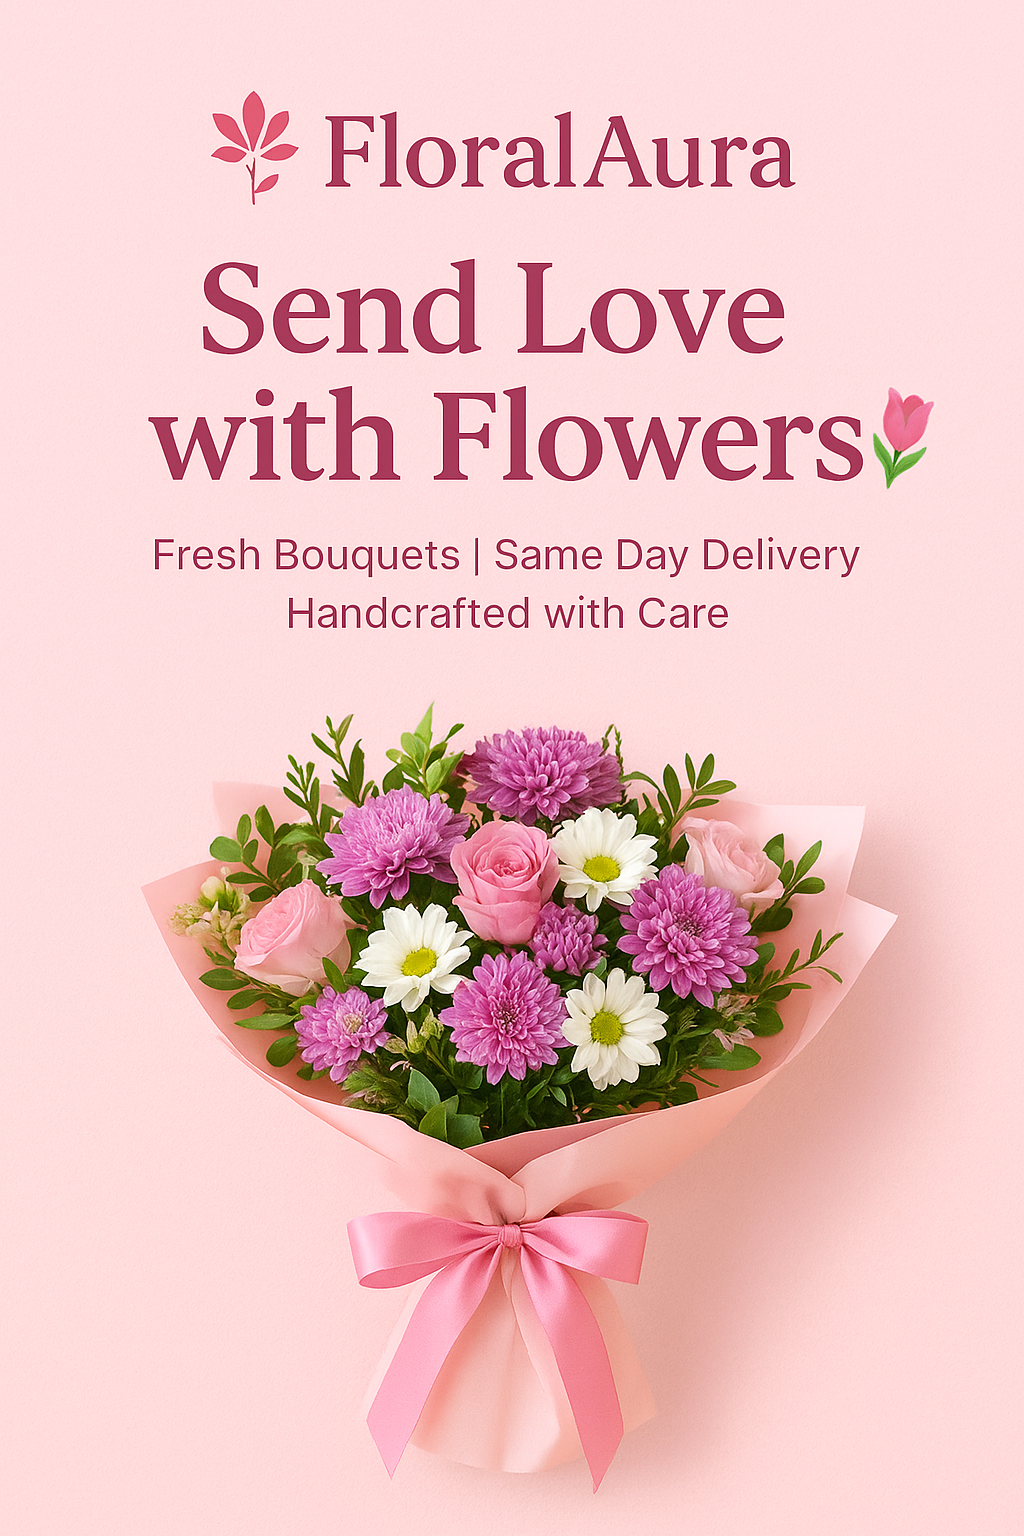 FloralAura
Send Love
with Flowers
Fresh Bouquets | Same Day Delivery
Handcrafted with Care